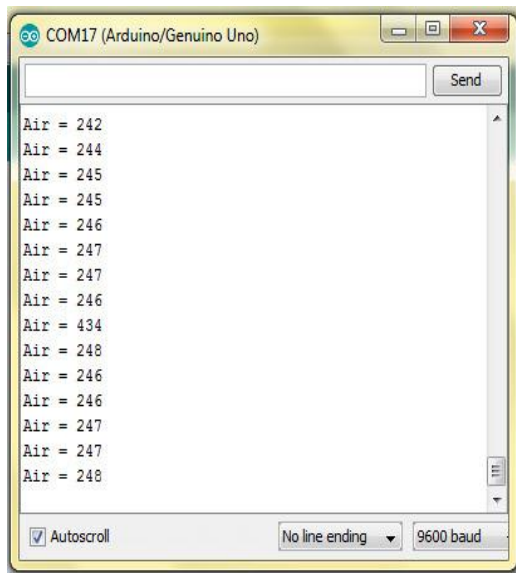 COM17 (Arduino/Genuino Uno)
Send
Air = 242
Air = 244
Air = 245
Air = 245
Air = 246
Air = 247
Air = 247
Air = 246
Air = 434
Air = 248
Air = 246
Air = 246
Air = 247
Air = 247
Air = 248
Autoscroll No line ending 9600 baud